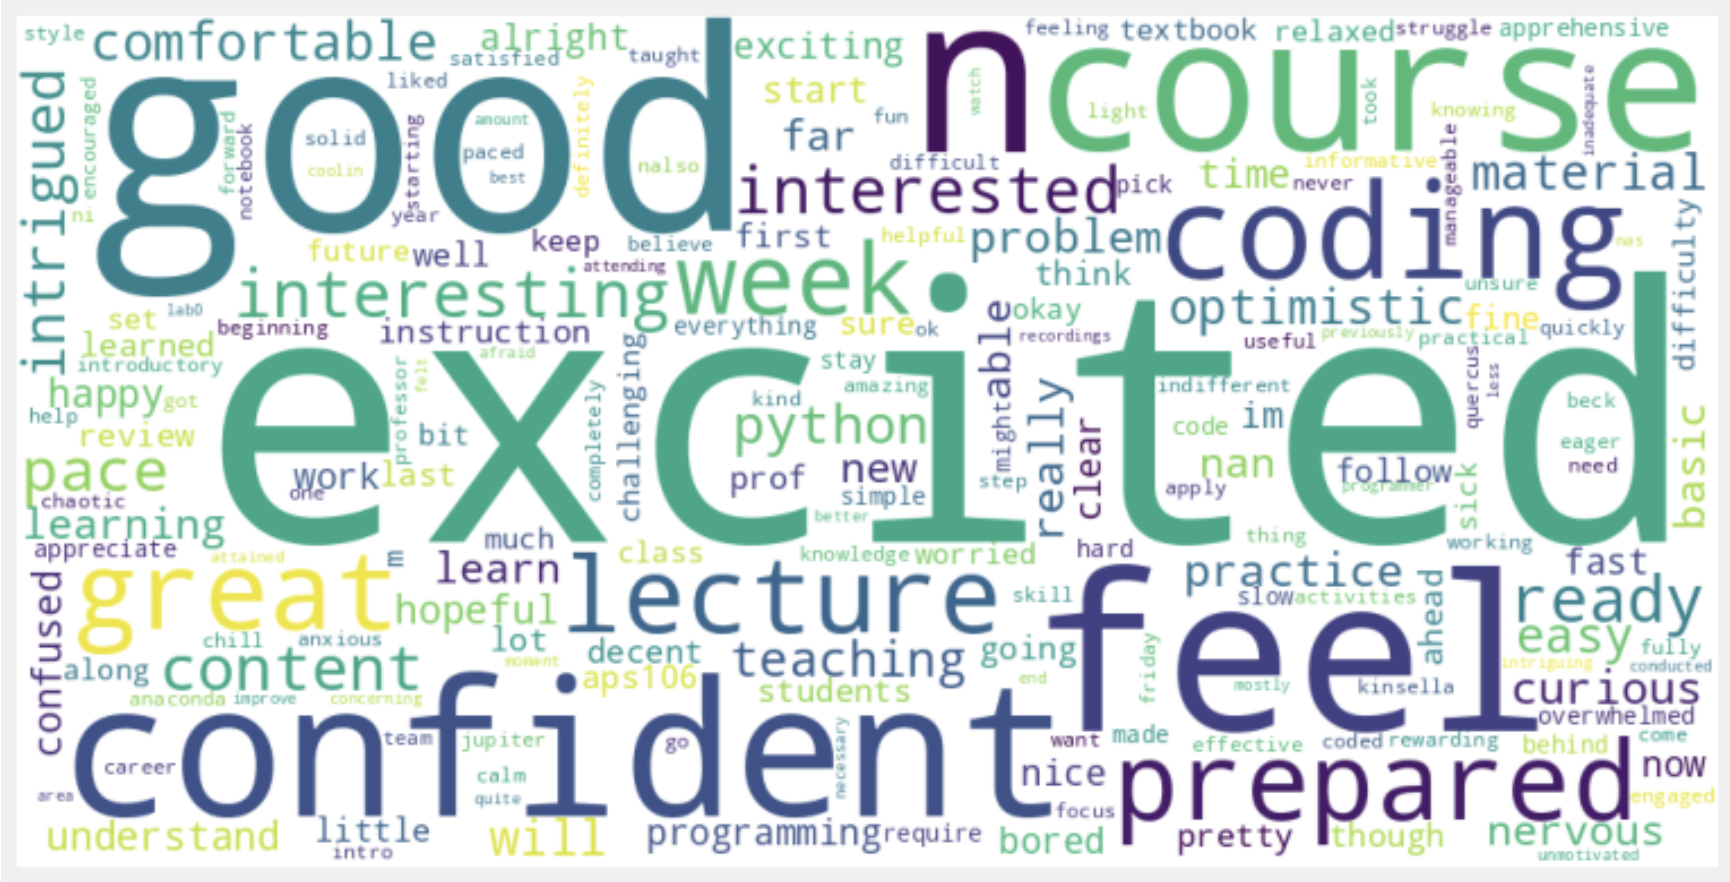 style
comfortable
alright
satisfied
taught
exciting
n
feeling
textbook
relaxed
struggle
apprehensive
good
course
intrigued
encouraged
liked
definitely
start
watch
light
took
knowing
inadequate
forward
notebook
solid
starting
amount
far
fun
coolin
paced
best
nalso
difficult
interested
pick
time
informative
never
manageable
material
ni
year
future
well
keep
believe
first
helpful
problem
coding
nas
difficulty
attending
interesting
week
think
unsure
lab0
set
beginning
instruction
everything
sure
ok
able
okay
optimistic
fine
quickly
recordings
useful
previously
practical
learned
introductory
excited
afraid
professor
felt
challenging
stay
amazing
indifferent
quercus
less
happy
got
help
kind
python
might
really
code
im
beck
review
bit
completely
clear
nan
eager
basic
pace
work
last
one
prof
new
simple
step
apply
follow
programmer
sick
need
chaotic
learning
better
thing
working
appreciate
attained
m
much
class
knowledge
worried
hard
fast
confused
great
learn
lecture
feel
practice
ahead
ready
hopeful
skill
slow
activities
chill
anxious
lot
decent
teaching
going
friday
easy
fully
along
content
moment
aps106
end
mostly
intriguing
conducted
anaconda
improve
concerning
students
kinsella
curious
confident
team
jupiter
go
necessary
want
made
effective
coded
rewarding
overwhelmed
behind
come
career
calm
nice
prepared
now
area
quite
focus
engaged
understand
little
will
programming
require
bored
pretty
though
nervous
intro
unmotivated